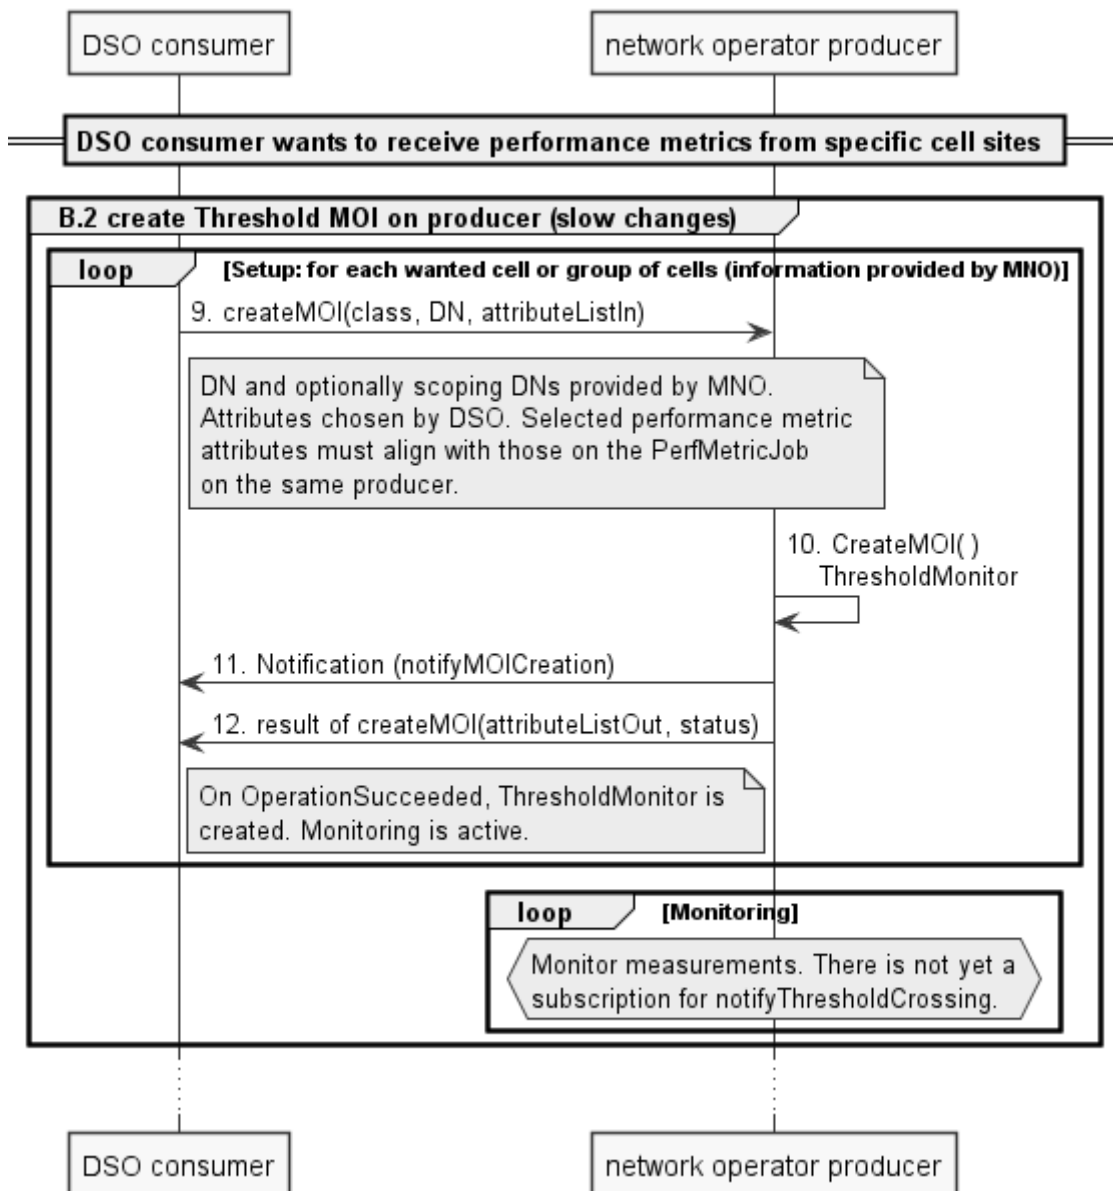 DSO consumer
network operator producer
DSO consumer wants to receive performance metrics from specific cell sites
B.2 create Threshold MOI on producer (slow changes)
loop
[Setup: for each wanted cell or group of cells (information provided by MNO)]
9. createMOI(class, DN, attributeListIn)
DN and optionally scoping DNs provided by MNO.
Attributes chosen by DSO. Selected performance metric
attributes must align with those on the PerfMetricJob
on the same producer.
10. CreateMOI( )
ThresholdMonitor
11. Notification (notifyMOICreation)
12. result of createMOI(attributeListOut, status)
On OperationSucceeded, ThresholdMonitor is
created. Monitoring is active.
loop
[Monitoring]
Monitor measurements. There is not yet a
subscription for notifyThresholdCrossing.
DSO consumer
network operator producer